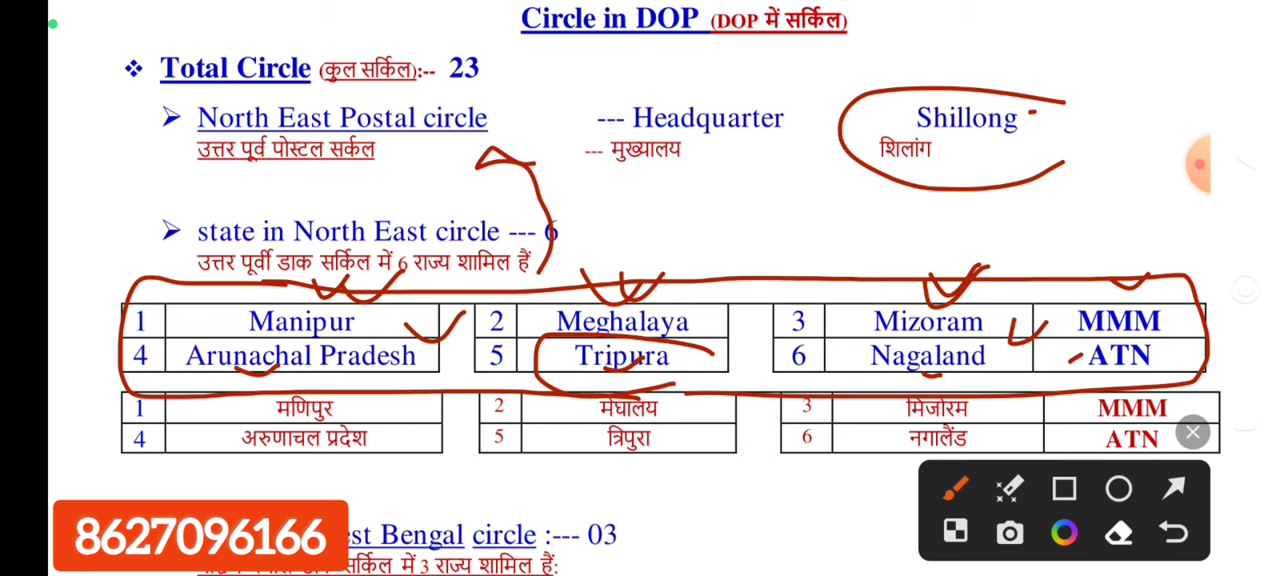 Circle in DOP (DOP में सर्किल)
❖ Total Circle (कुल सर्किल):-- 23
➤ North East Postal circle --- Headquarter Shillong
उत्तर पूर्व पोस्टल सर्कल --- मुख्यालय शिलांग
➤ state in North East circle --- 6
उत्तर पूर्वी डाक सर्किल में 6 राज्य शामिल हैं
1 Manipur 2 Meghalaya 3 Mizoram MMM
4 Arunachal Pradesh 5 Tripura 6 Nagaland ATN
1 मणिपुर 2 मेघालय 3 मिजोरम MMM
4 अरुणाचल प्रदेश 5 त्रिपुरा 6 नगालैंड ATN
8627096166
st Bengal circle :--- 03
सर्किल में 3 राज्य शामिल हैं: